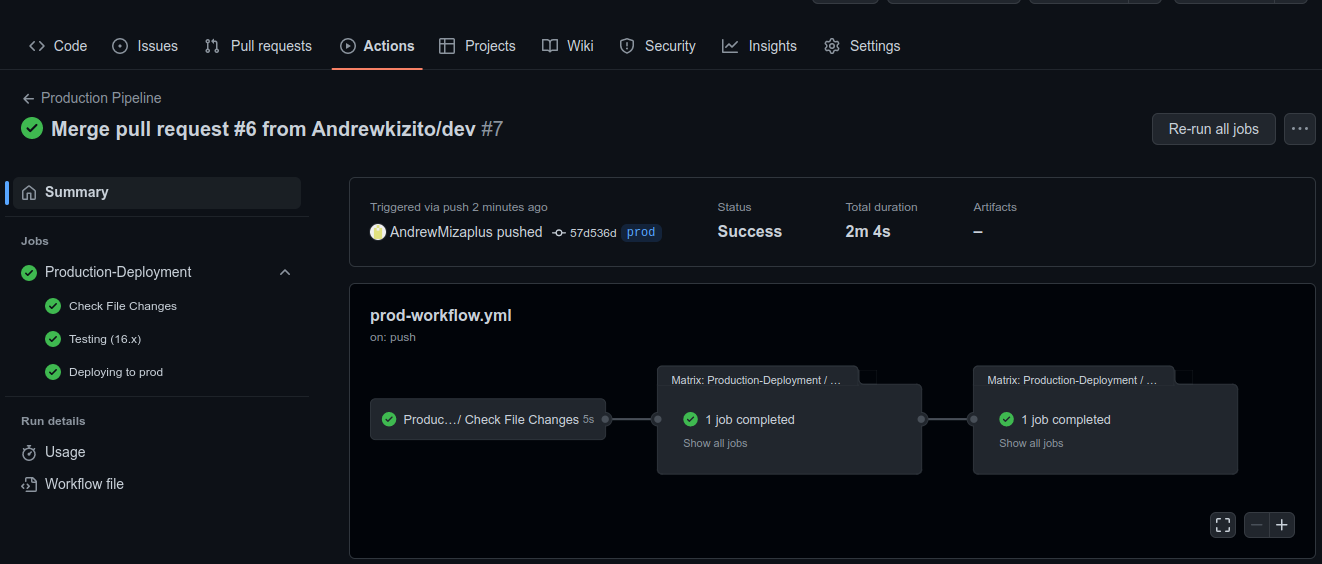 Code Issues Pull requests Actions Projects Wiki Security Insights Settings
Production Pipeline
Merge pull request #6 from Andrewkizito/dev #7
Re-run all jobs
Summary
Jobs
Production-Deployment
Check File Changes
Testing (16.x)
Deploying to prod
Run details
Usage
Workflow file
Triggered via push 2 minutes ago
AndrewMizaplus pushed 57d536d prod
Status
Success
Total duration
2m 4s
Artifacts
–
prod-workflow.yml
on: push
Produc…/ Check File Changes 5s
Matrix: Production-Deployment / …
1 job completed
Show all jobs
Matrix: Production-Deployment / …
1 job completed
Show all jobs